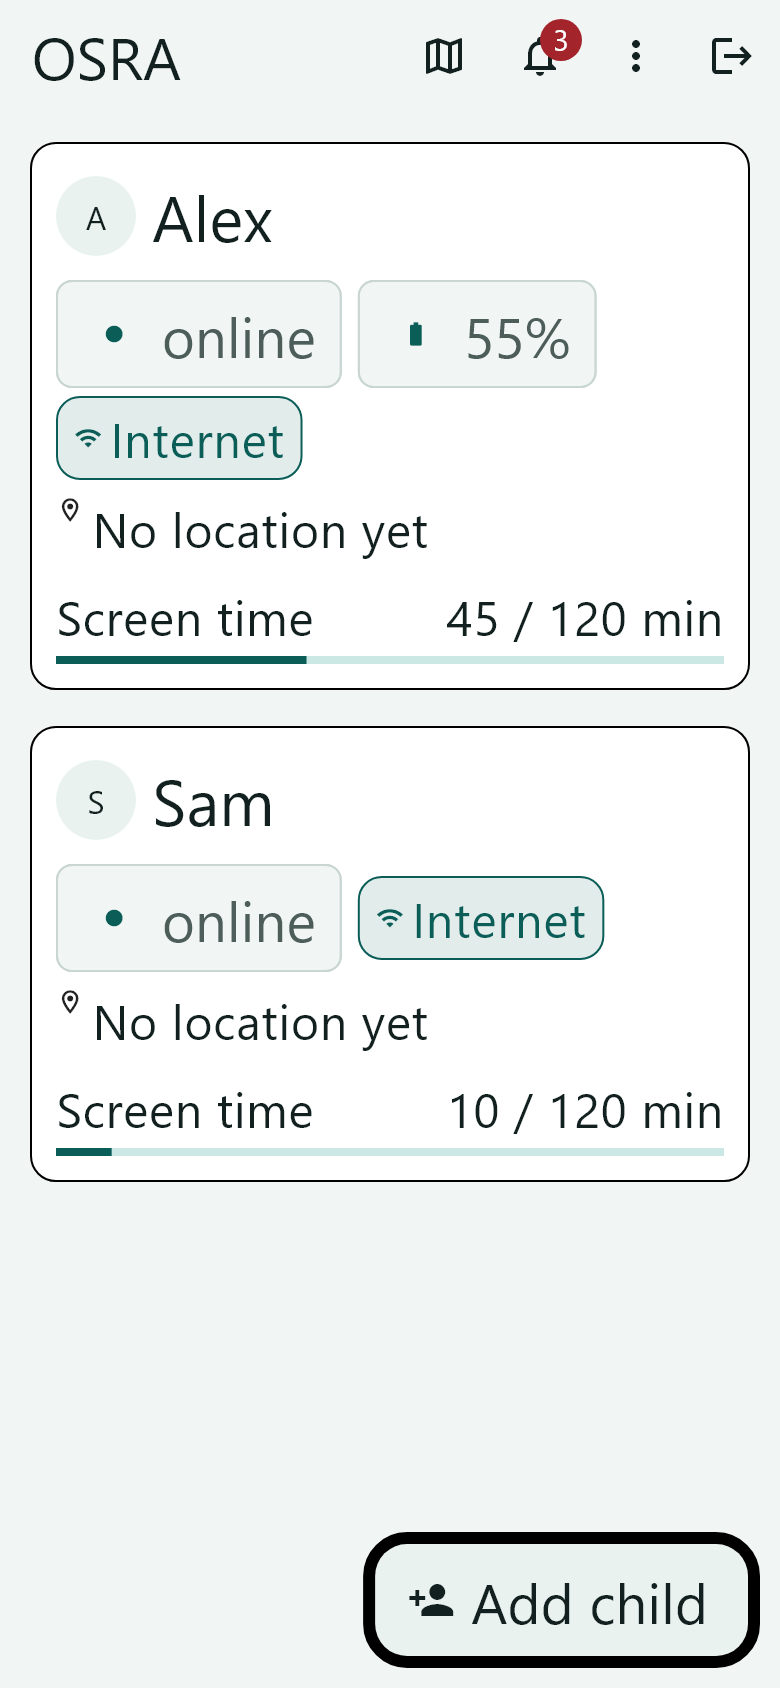 OSRA
3
A Alex
online 55%
Internet
No location yet
Screen time 45 / 120 min
S Sam
online Internet
No location yet
Screen time 10 / 120 min
Add child